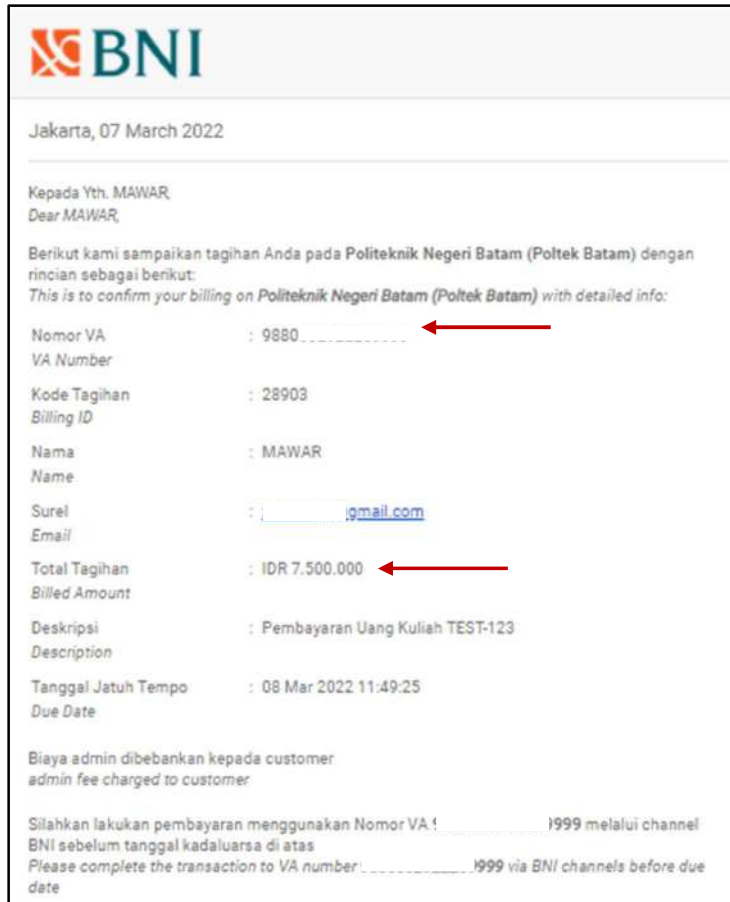 BNI
Jakarta, 07 March 2022
Kepada Yth. MAWAR,
Dear MAWAR,
Berikut kami sampaikan tagihan Anda pada Politeknik Negeri Batam (Poltek Batam) dengan
rincian sebagai berikut:
This is to confirm your billing on Politeknik Negeri Batam (Poltek Batam) with detailed info:
Nomor VA : 9880
VA Number
Kode Tagihan : 28903
Billing ID
Nama : MAWAR
Name
Surel : gmail.com
Email
Total Tagihan : IDR 7.500.000
Billed Amount
Deskripsi : Pembayaran Uang Kuliah TEST-123
Description
Tanggal Jatuh Tempo : 08 Mar 2022 11:49:25
Due Date
Biaya admin dibebankan kepada customer
admin fee charged to customer
Silahkan lakukan pembayaran menggunakan Nomor VA 9999 melalui channel
BNI sebelum tanggal kadaluarsa di atas
Please complete the transaction to VA number 9999 via BNI channels before due
date